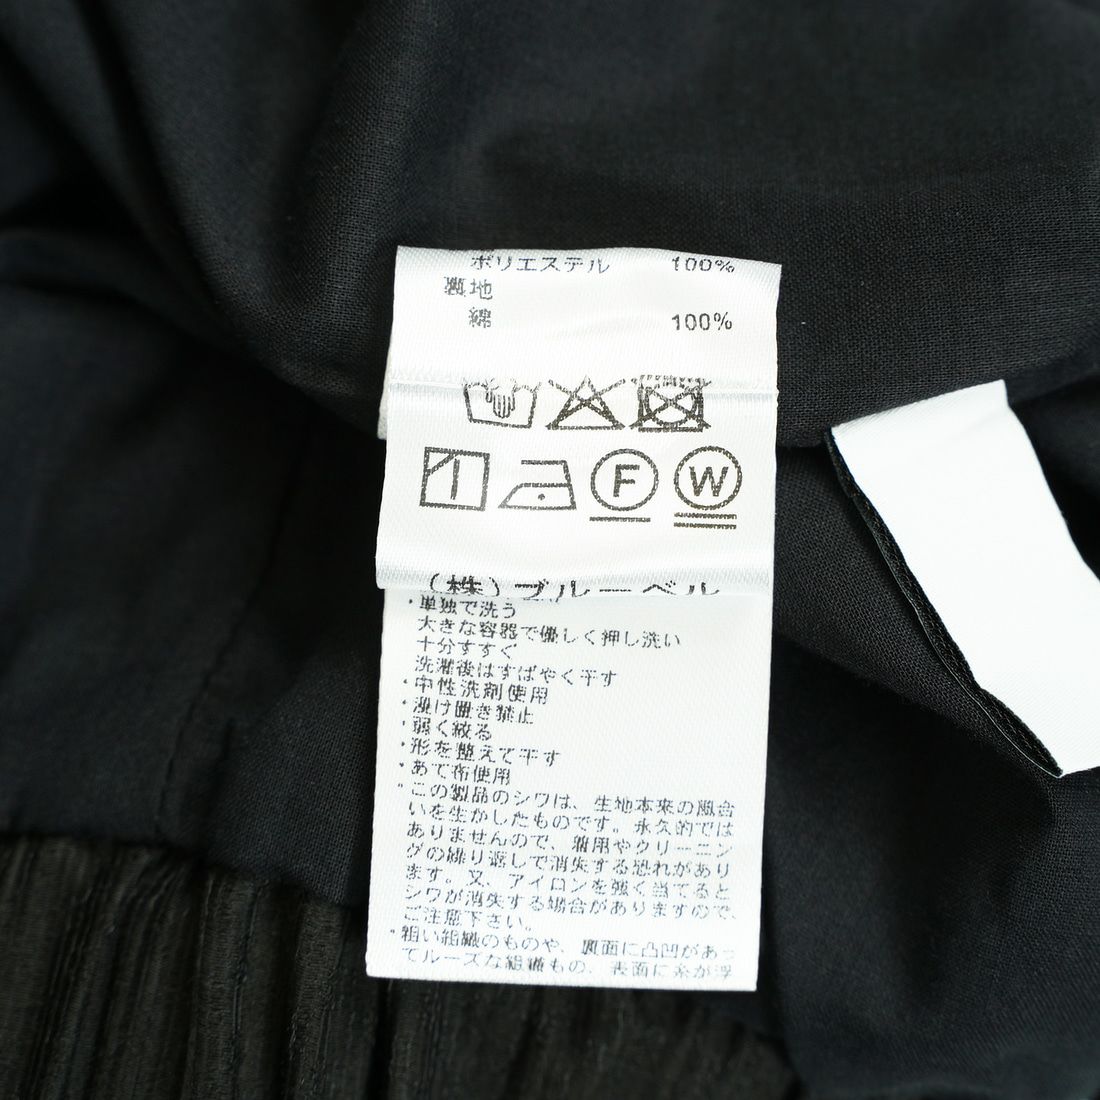 ポリエステル 100%
裏地
綿 100%
F W
(株)ブルーベル
・単独で洗う
大きな容器で優しく押し洗い
十分すすぐ
洗濯後はすばやく干す
・中性洗剤使用
・漬け置き禁止
・弱く絞る
・形を整えて干す
・あて布使用
・この製品のシワは、生地本来の風合
いを生かしたものです。永久的では
ありませんので、着用やクリーニン
グの繰り返しで消失する恐れがあり
ます。又、アイロンを強く当てると
シワが消失する場合がありますので、
ご注意下さい。
・粗い組織のものや、裏面に凸凹があっ
てルーズな組織もの、表面に糸が浮